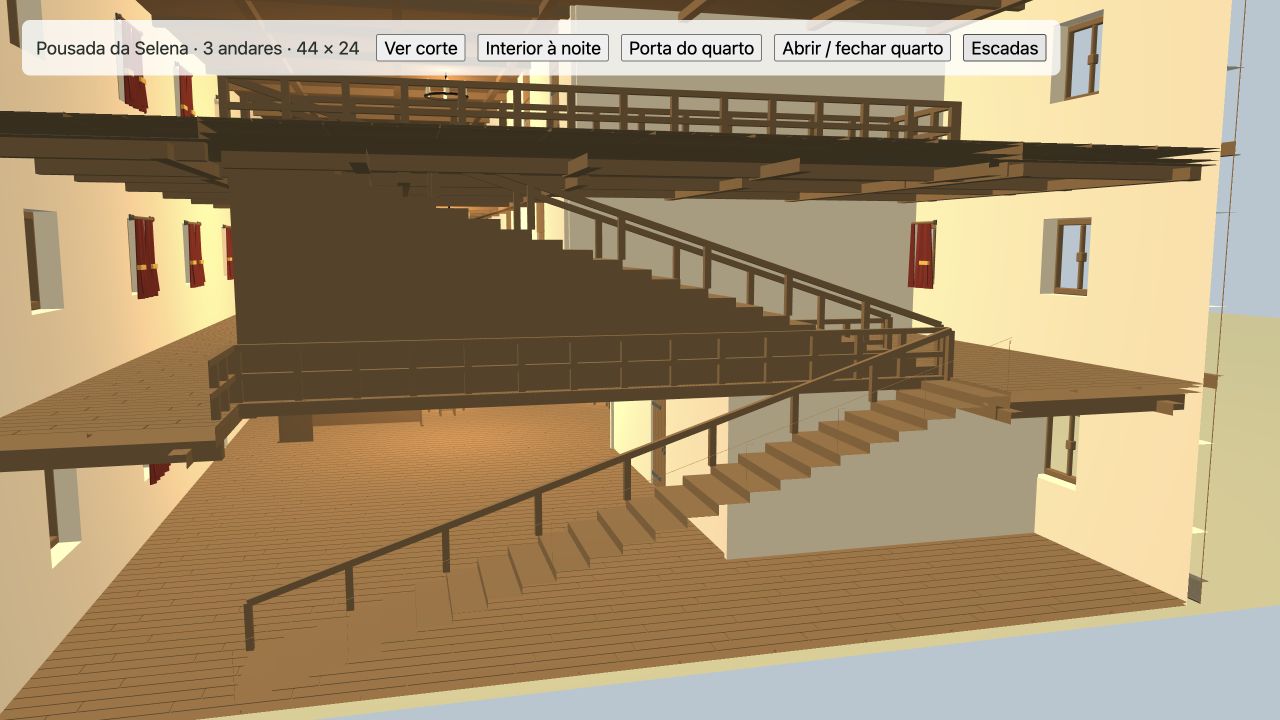 Pousada da Selena · 3 andares · 44 × 24 Ver corte Interior à noite Porta do quarto Abrir / fechar quarto Escadas